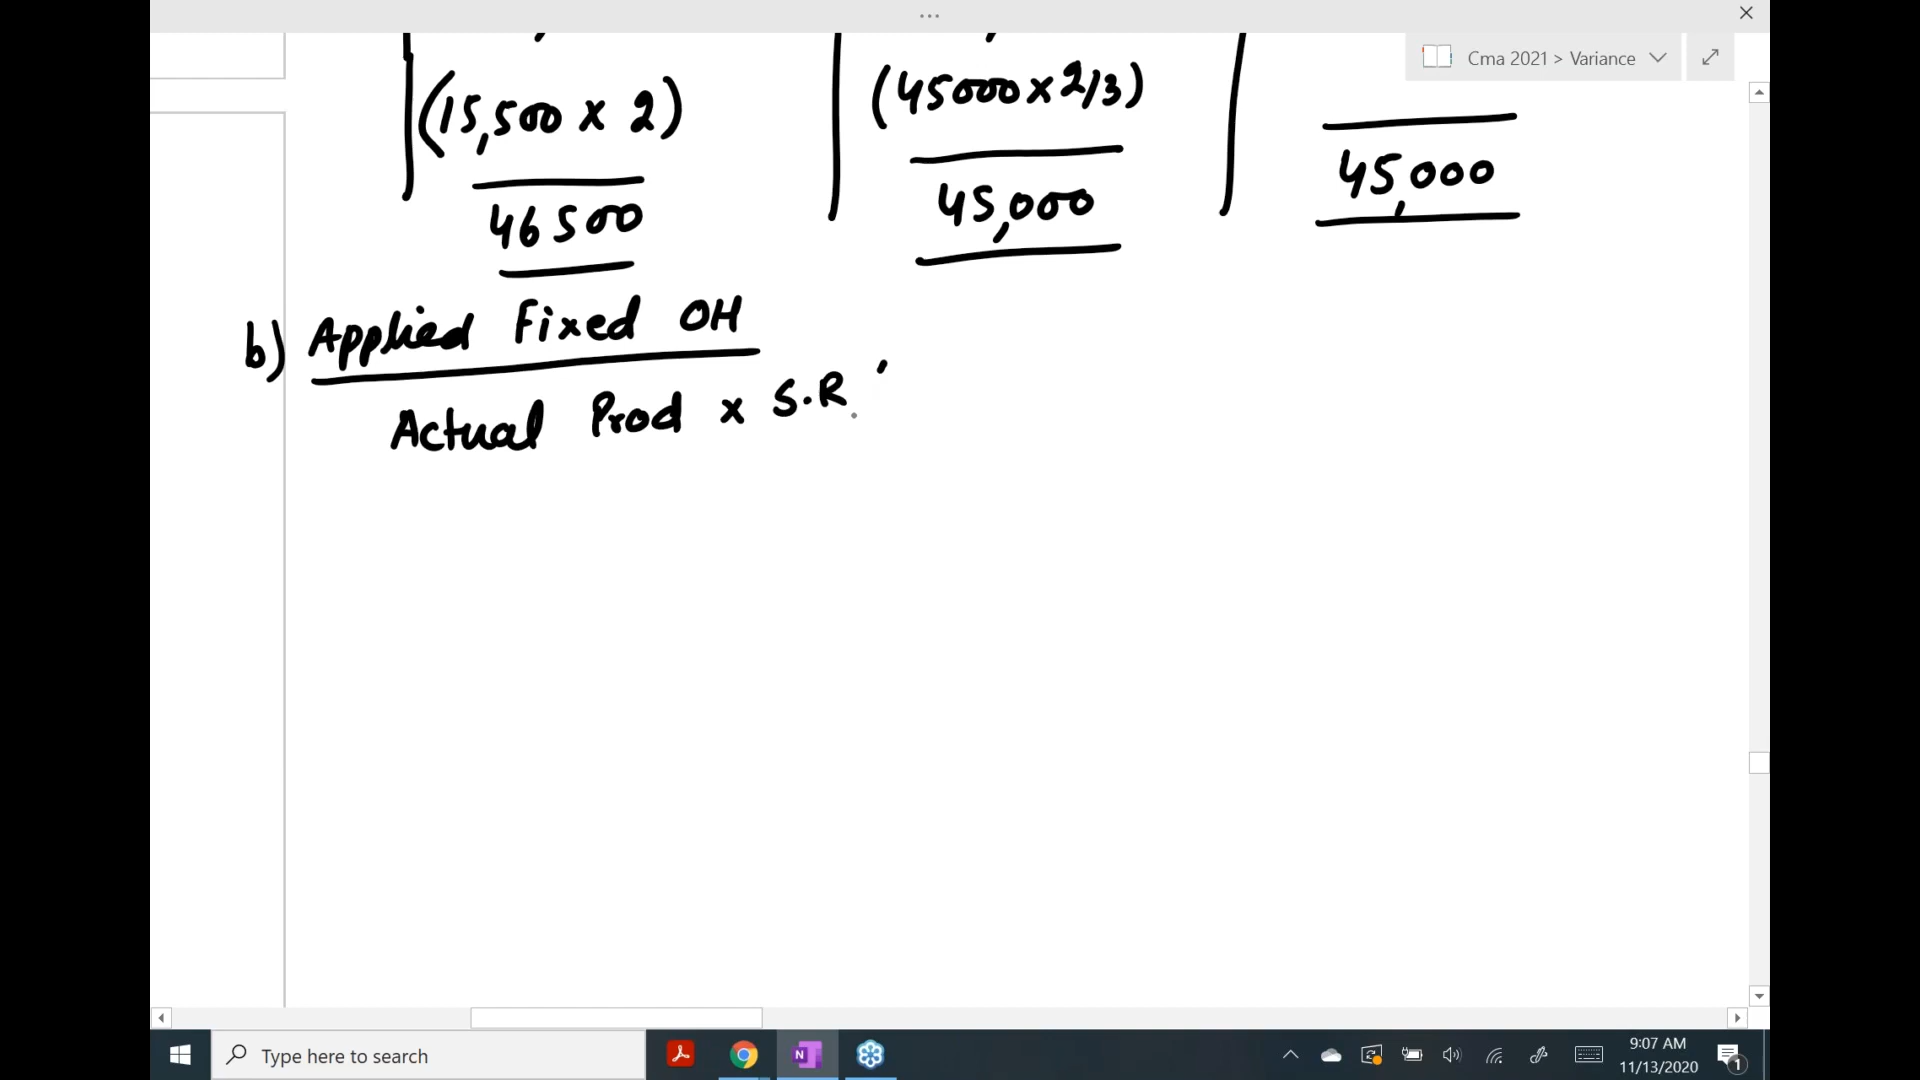 Cma 2021 > Variance
(15,500 x 2)
(45000 x 2/3)
46500
45,000
45,000
b) Applied Fixed OH
Actual Prod x S.R
Type here to search
N
9:07 AM
11/13/2020
1